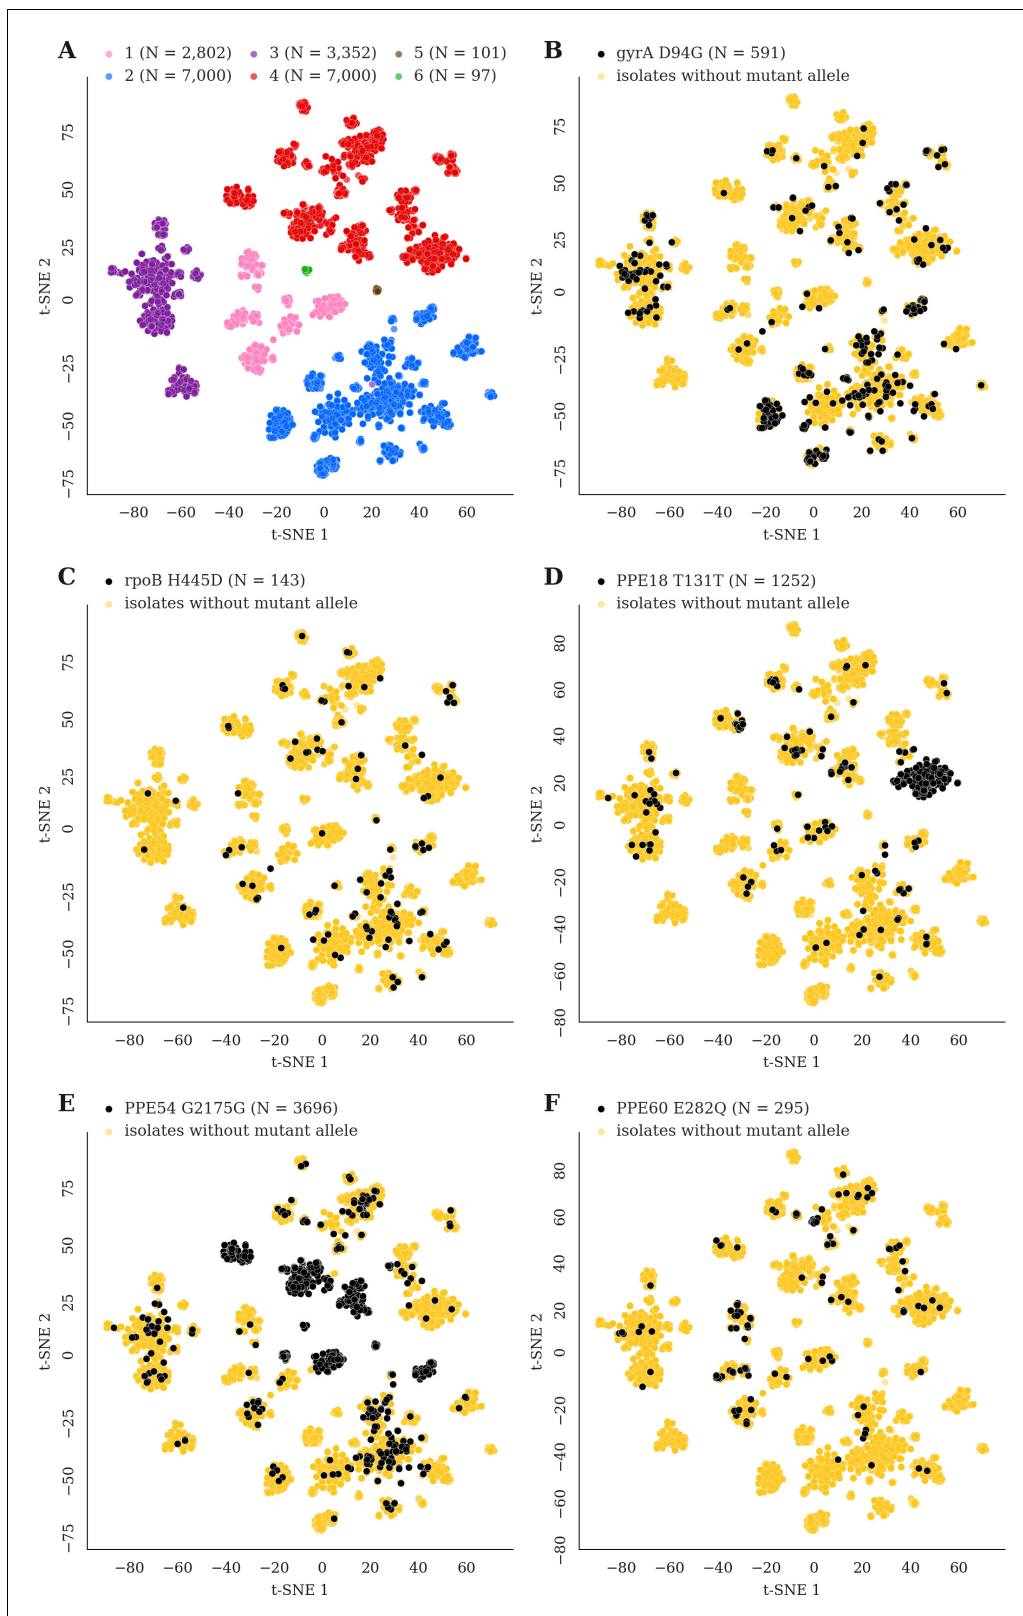 A
1 (N = 2,802)
3 (N = 3,352)
5 (N = 101)
2 (N = 7,000)
4 (N = 7,000)
6 (N = 97)
75
50
25
0
−25
−50
−75
t-SNE 2
−80 −60 −40 −20 0 20 40 60
t-SNE 1
B
gyrA D94G (N = 591)
isolates without mutant allele
75
50
25
0
−25
−50
−75
t-SNE 2
−80 −60 −40 −20 0 20 40 60
t-SNE 1
C
rpoB H445D (N = 143)
isolates without mutant allele
75
50
25
0
−25
−50
−75
t-SNE 2
−80 −60 −40 −20 0 20 40 60
t-SNE 1
D
PPE18 T131T (N = 1252)
isolates without mutant allele
80
60
40
20
0
−20
−40
−60
−80
t-SNE 2
−80 −60 −40 −20 0 20 40 60
t-SNE 1
E
PPE54 G2175G (N = 3696)
isolates without mutant allele
75
50
25
0
−25
−50
−75
t-SNE 2
−80 −60 −40 −20 0 20 40 60
t-SNE 1
F
PPE60 E282Q (N = 295)
isolates without mutant allele
80
60
40
20
0
−20
−40
−60
−80
t-SNE 2
−80 −60 −40 −20 0 20 40 60
t-SNE 1